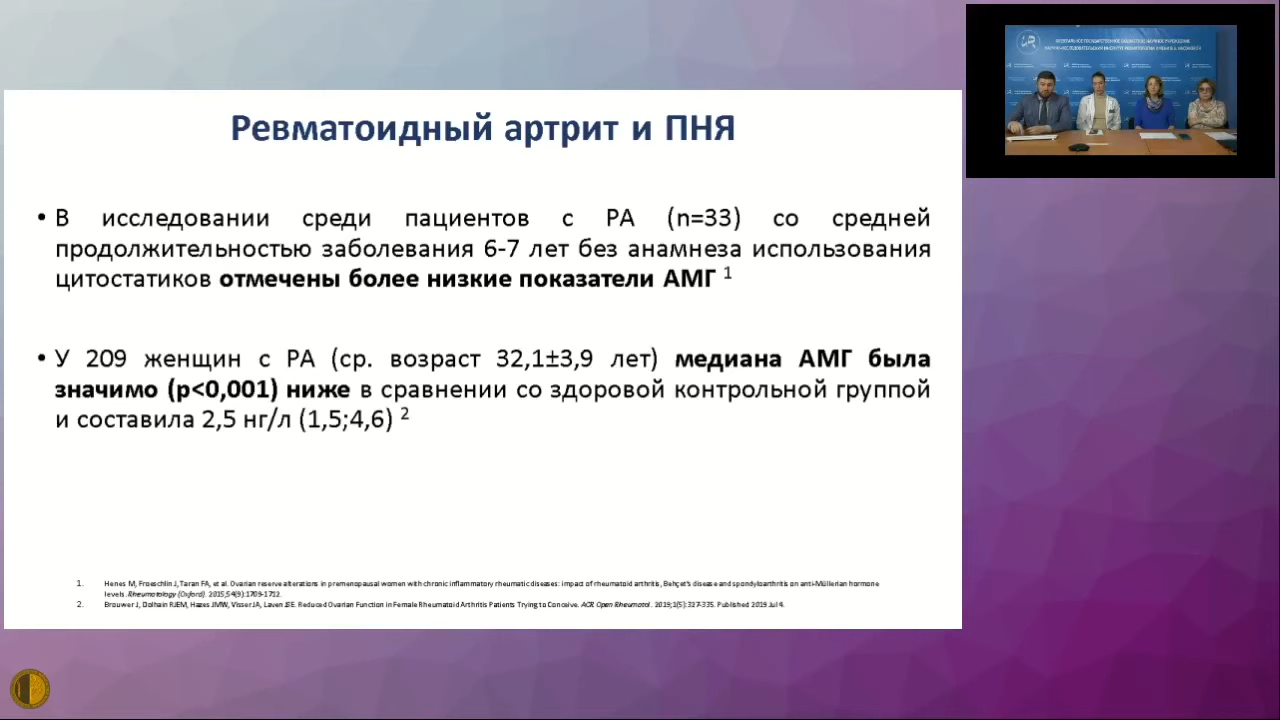 Ревматоидный артрит и ПНЯ
• В исследовании среди пациентов с РА (n=33) со средней
продолжительностью заболевания 6-7 лет без анамнеза использования
цитостатиков отмечены более низкие показатели АМГ 1
• У 209 женщин с РА (ср. возраст 32,1±3,9 лет) медиана АМГ была
значимо (p<0,001) ниже в сравнении со здоровой контрольной группой
и составила 2,5 нг/л (1,5;4,6) 2
1. Henes M, Froeschlin J, Taran FA, et al. Ovarian reserve alterations in premenopausal women with chronic inflammatory rheumatic diseases: impact of rheumatoid arthritis, Behçet's disease and spondyloarthritis on anti-Müllerian hormone
levels. Rheumatology (Oxford). 2015;54(9):1709-1712.
2. Brouwer J, Dolhain RJEM, Hazes JMW, Visser JA, Laven JSE. Reduced Ovarian Function in Female Rheumatoid Arthritis Patients Trying to Conceive. ACR Open Rheumatol. 2019;1(5):327-335. Published 2019 Jul 4.